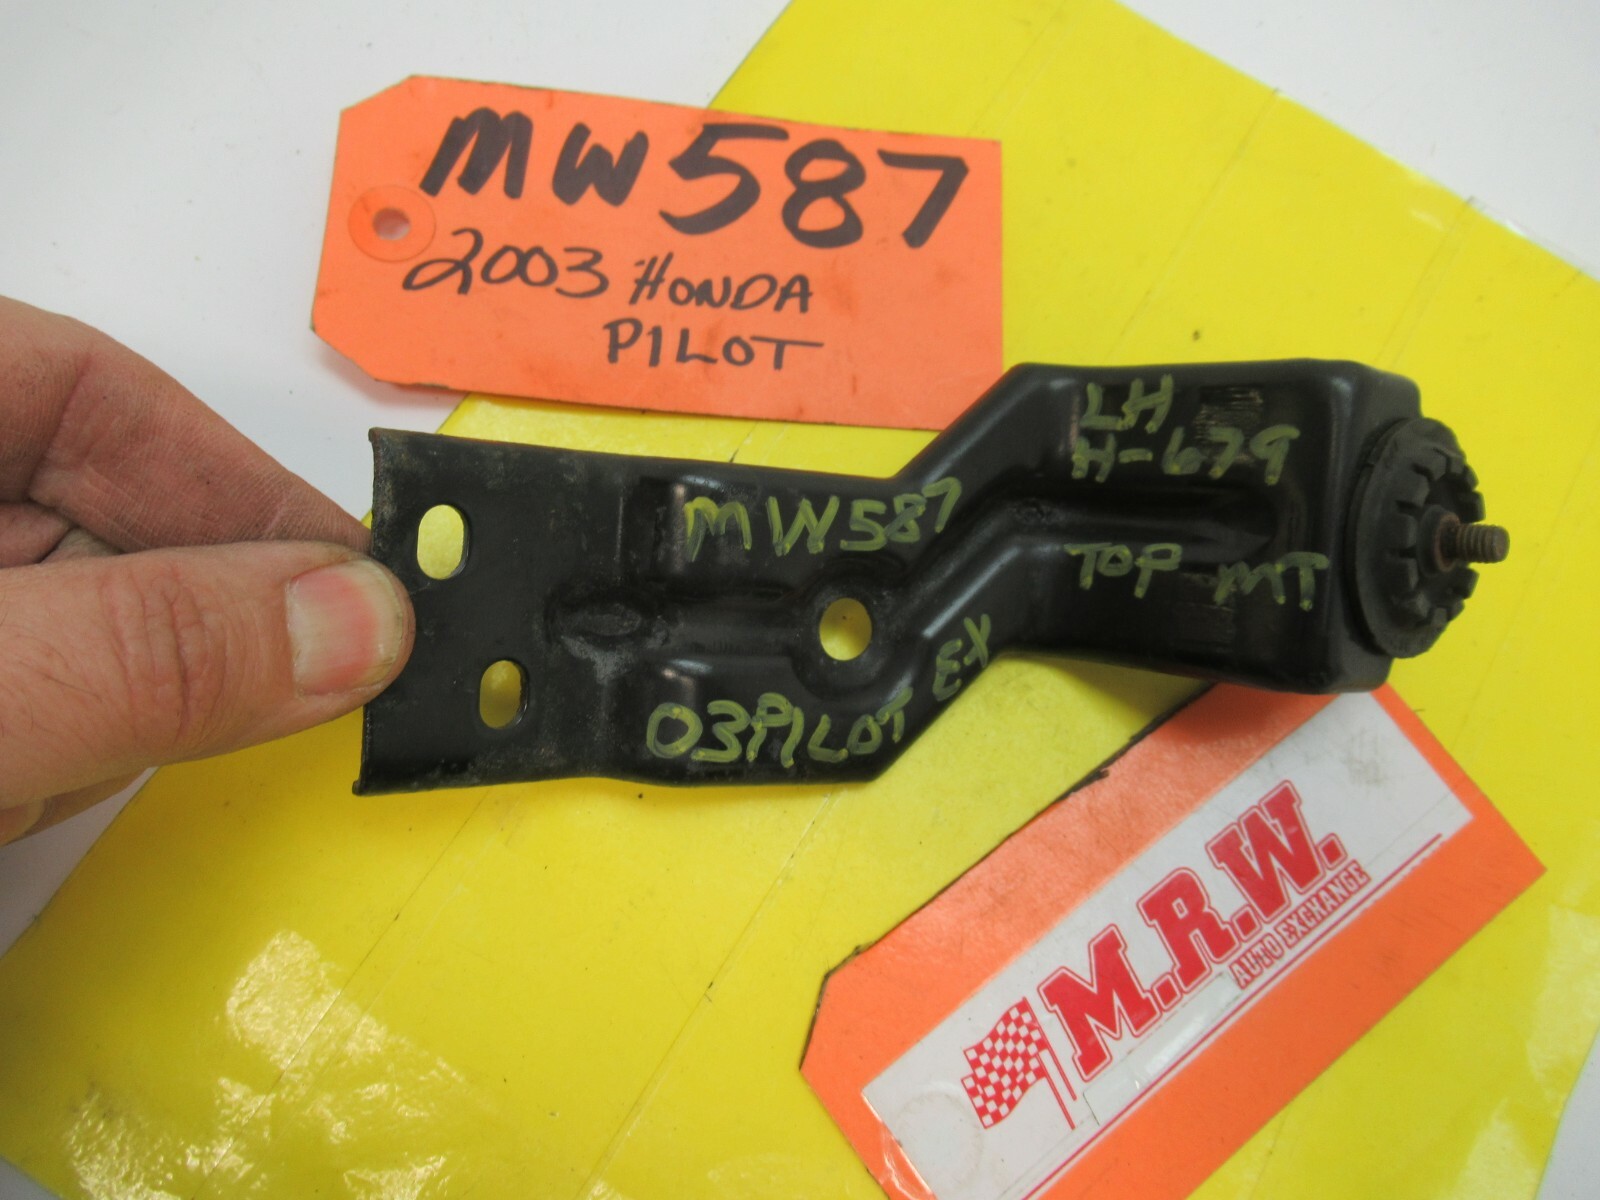 MW587
2003 HONDA
PILOT
LH
H-679
MW587
TOP MT
03PILOT EX
M.R.W.
AUTO EXCHANGE